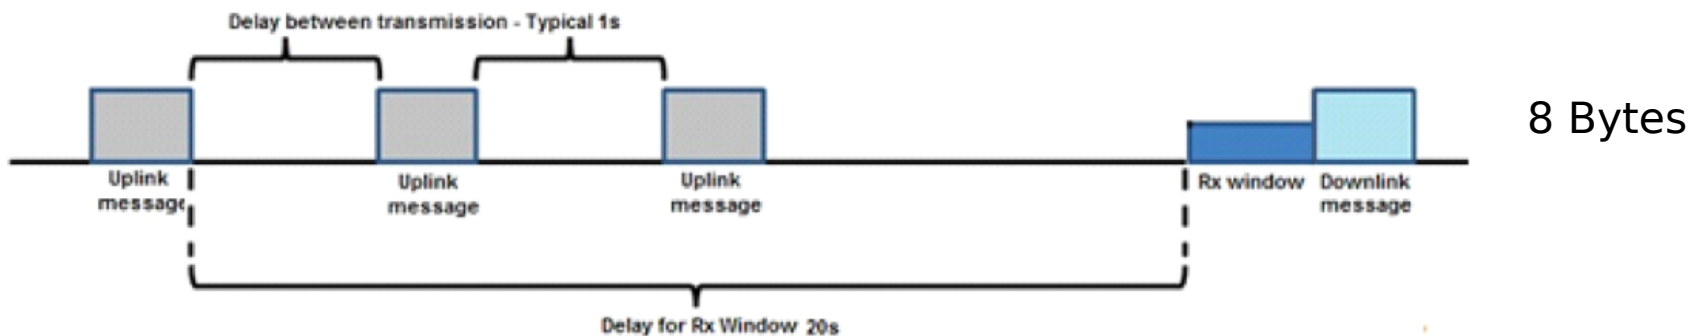 Delay between transmission - Typical 1s
8 Bytes
Uplink
message
Uplink
message
Uplink
message
Rx window
Downlink
message
Delay for Rx Window 20s